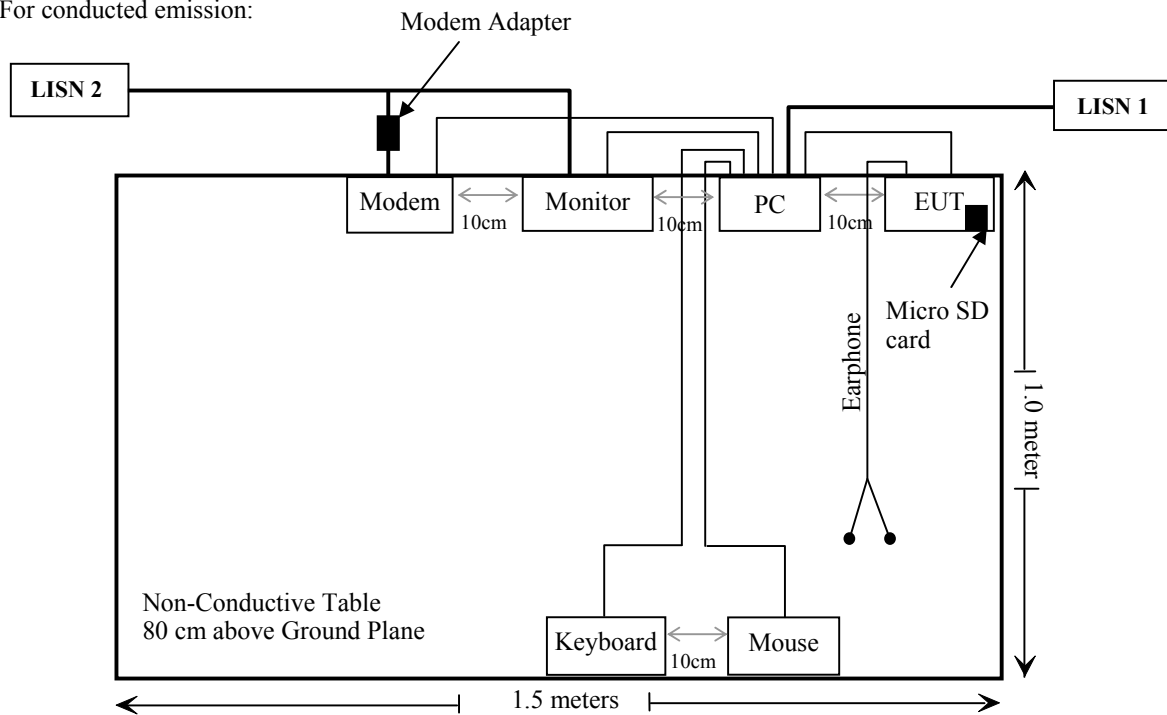 For conducted emission:
Modem Adapter
LISN 2
LISN 1
Modem
Monitor
PC
EUT
10cm
10cm
10cm
Micro SD
card
Earphone
1.0 meter
Non-Conductive Table
80 cm above Ground Plane
Keyboard
Mouse
10cm
1.5 meters